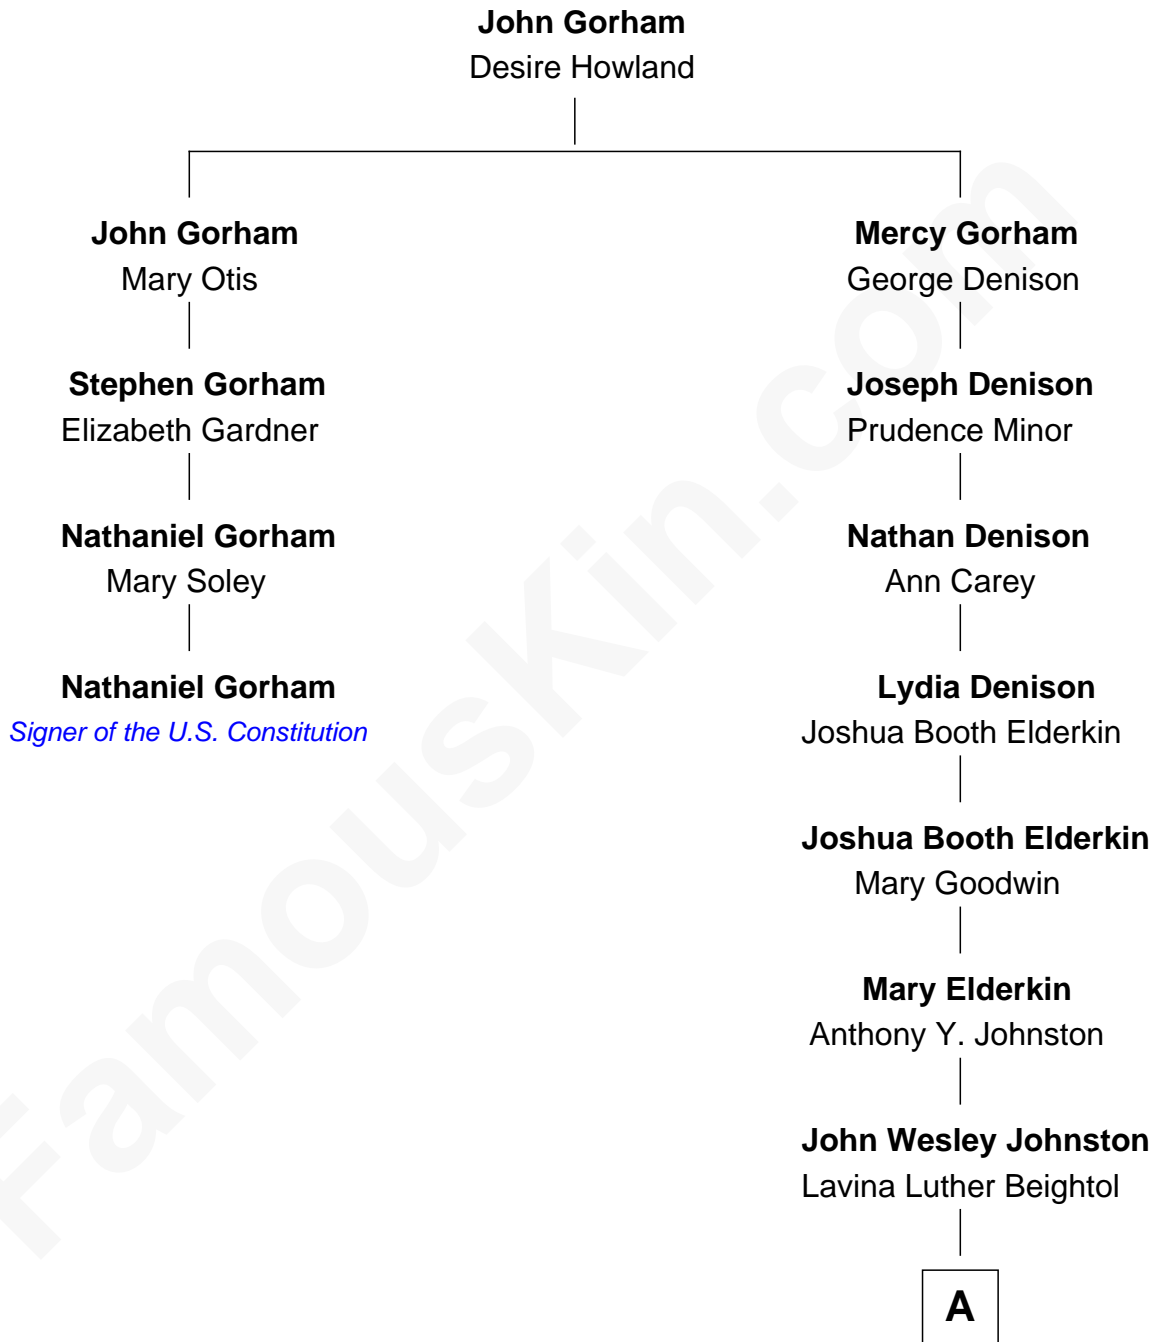 John Gorham
Desire Howland
John Gorham
Mary Otis
Mercy Gorham
George Denison
Stephen Gorham
Elizabeth Gardner
Joseph Denison
Prudence Minor
Nathaniel Gorham
Mary Soley
Nathan Denison
Ann Carey
Nathaniel Gorham
Signer of the U.S. Constitution
Lydia Denison
Joshua Booth Elderkin
Joshua Booth Elderkin
Mary Goodwin
Mary Elderkin
Anthony Y. Johnston
John Wesley Johnston
Lavina Luther Beightol
A
FamousKin.com